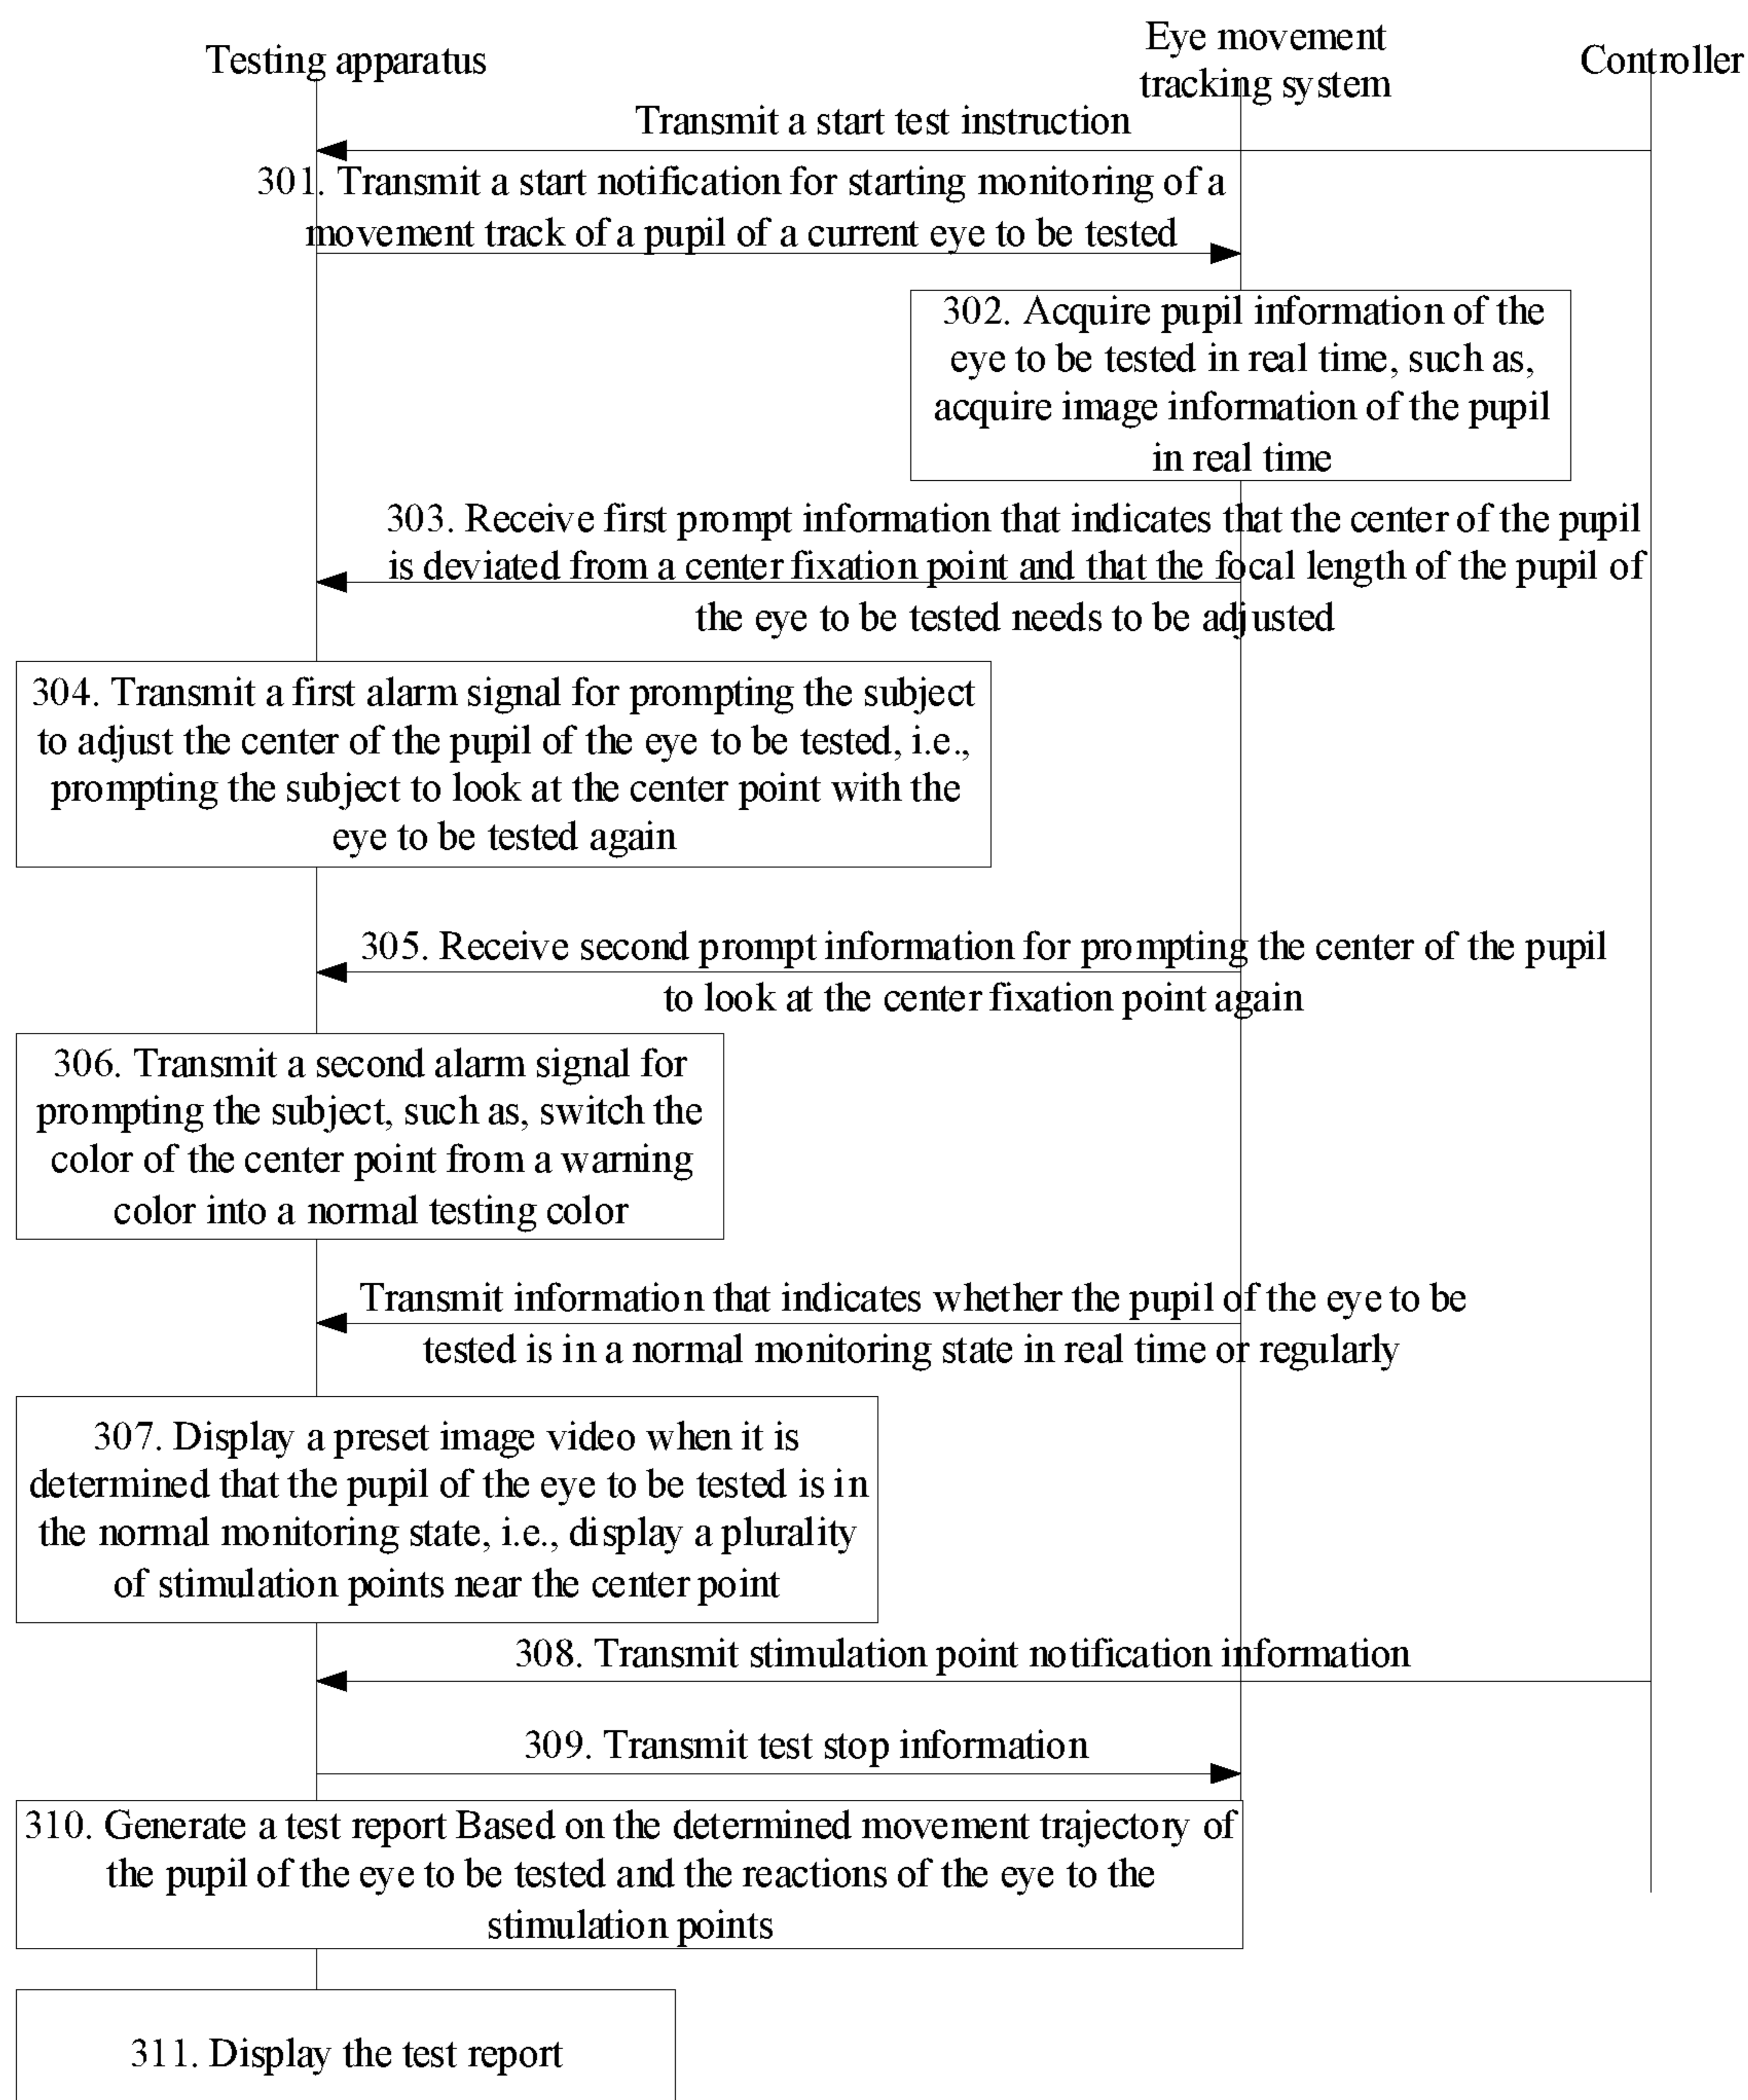 Testing apparatus
Eye movement
tracking system
Controller
Transmit a start test instruction
301. Transmit a start notification for starting monitoring of a
movement track of a pupil of a current eye to be tested
302. Acquire pupil information of the
eye to be tested in real time, such as,
acquire image information of the pupil
in real time
303. Receive first prompt information that indicates that the center of the pupil
is deviated from a center fixation point and that the focal length of the pupil of
the eye to be tested needs to be adjusted
304. Transmit a first alarm signal for prompting the subject
to adjust the center of the pupil of the eye to be tested, i.e.,
prompting the subject to look at the center point with the
eye to be tested again
305. Receive second prompt information for prompting the center of the pupil
to look at the center fixation point again
306. Transmit a second alarm signal for
prompting the subject, such as, switch the
color of the center point from a warning
color into a normal testing color
Transmit information that indicates whether the pupil of the eye to be
tested is in a normal monitoring state in real time or regularly
307. Display a preset image video when it is
determined that the pupil of the eye to be tested is in
the normal monitoring state, i.e., display a plurality
of stimulation points near the center point
308. Transmit stimulation point notification information
309. Transmit test stop information
310. Generate a test report Based on the determined movement trajectory of
the pupil of the eye to be tested and the reactions of the eye to the
stimulation points
311. Display the test report